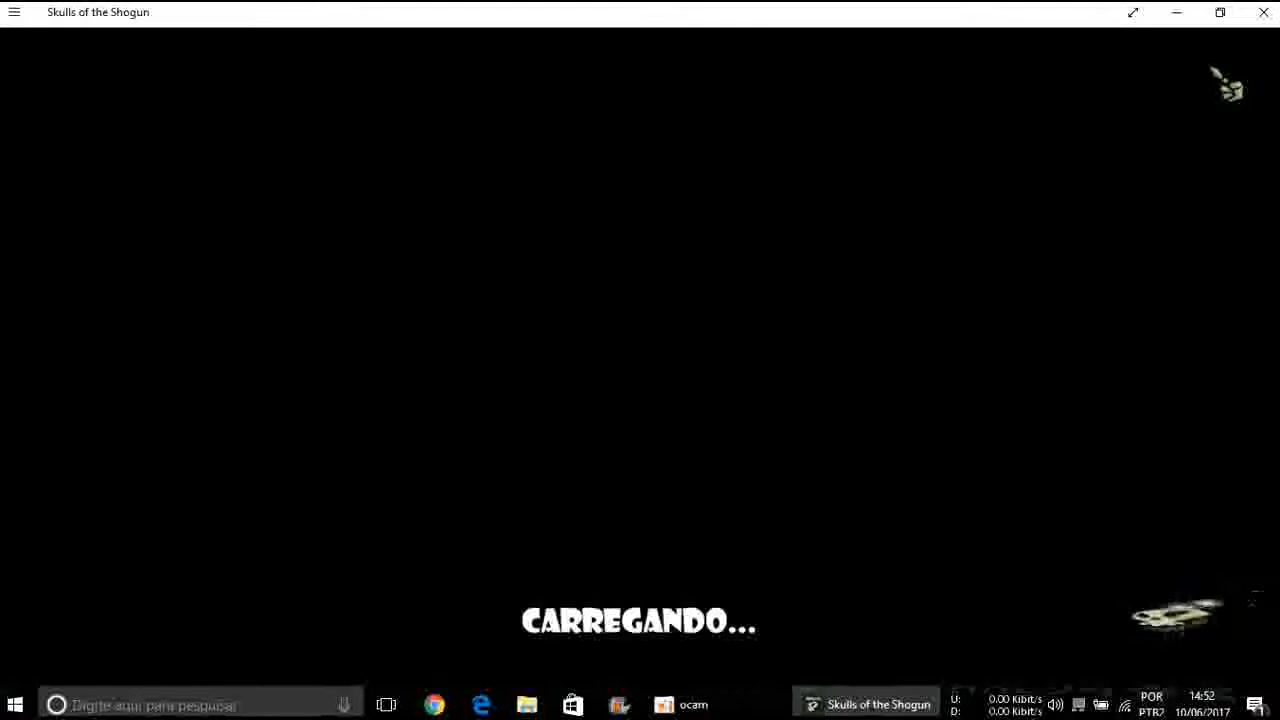 Skulls of the Shogun
CARREGANDO...
Digite aqui para pesquisar
ocam
Skulls of the Shogun
U: 0.00 Kibit/s
D: 0.00 Kibit/s
POR
PTB2
14:52
10/06/2017